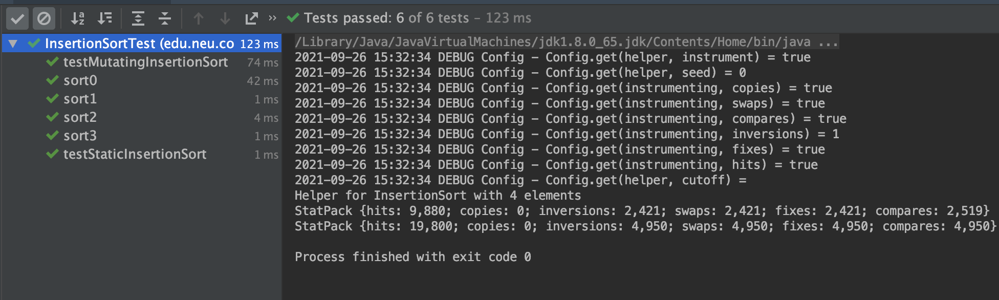 Tests passed: 6 of 6 tests – 123 ms
InsertionSortTest (edu.neu.co 123 ms
testMutatingInsertionSort 74 ms
sort0 42 ms
sort1 1 ms
sort2 4 ms
sort3 1 ms
testStaticInsertionSort 1 ms
/Library/Java/JavaVirtualMachines/jdk1.8.0_65.jdk/Contents/Home/bin/java ...
2021-09-26 15:32:34 DEBUG Config - Config.get(helper, instrument) = true
2021-09-26 15:32:34 DEBUG Config - Config.get(helper, seed) = 0
2021-09-26 15:32:34 DEBUG Config - Config.get(instrumenting, copies) = true
2021-09-26 15:32:34 DEBUG Config - Config.get(instrumenting, swaps) = true
2021-09-26 15:32:34 DEBUG Config - Config.get(instrumenting, compares) = true
2021-09-26 15:32:34 DEBUG Config - Config.get(instrumenting, inversions) = 1
2021-09-26 15:32:34 DEBUG Config - Config.get(instrumenting, fixes) = true
2021-09-26 15:32:34 DEBUG Config - Config.get(instrumenting, hits) = true
2021-09-26 15:32:34 DEBUG Config - Config.get(helper, cutoff) =
Helper for InsertionSort with 4 elements
StatPack {hits: 9,880; copies: 0; inversions: 2,421; swaps: 2,421; fixes: 2,421; compares: 2,519}
StatPack {hits: 19,800; copies: 0; inversions: 4,950; swaps: 4,950; fixes: 4,950; compares: 4,950}
Process finished with exit code 0